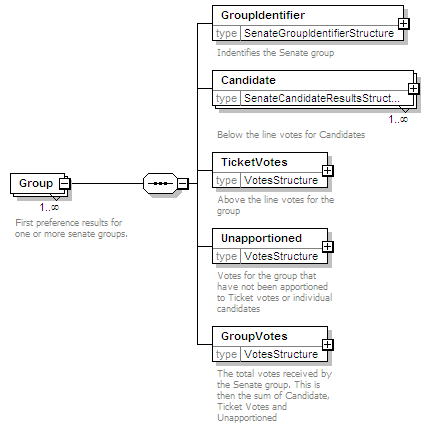 GroupIdentifier
type SenateGroupIdentifierStructure
Indentifies the Senate group
Candidate
type SenateCandidateResultsStruct...
1..∞
Below the line votes for Candidates
Group
1..∞
First preference results for
one or more senate groups.
TicketVotes
type VotesStructure
Above the line votes for the
group
Unapportioned
type VotesStructure
Votes for the group that
have not been apportioned
to Ticket votes or individual
candidates
GroupVotes
type VotesStructure
The total votes received by
the Senate group. This is
then the sum of Candidate,
Ticket Votes and
Unapportioned